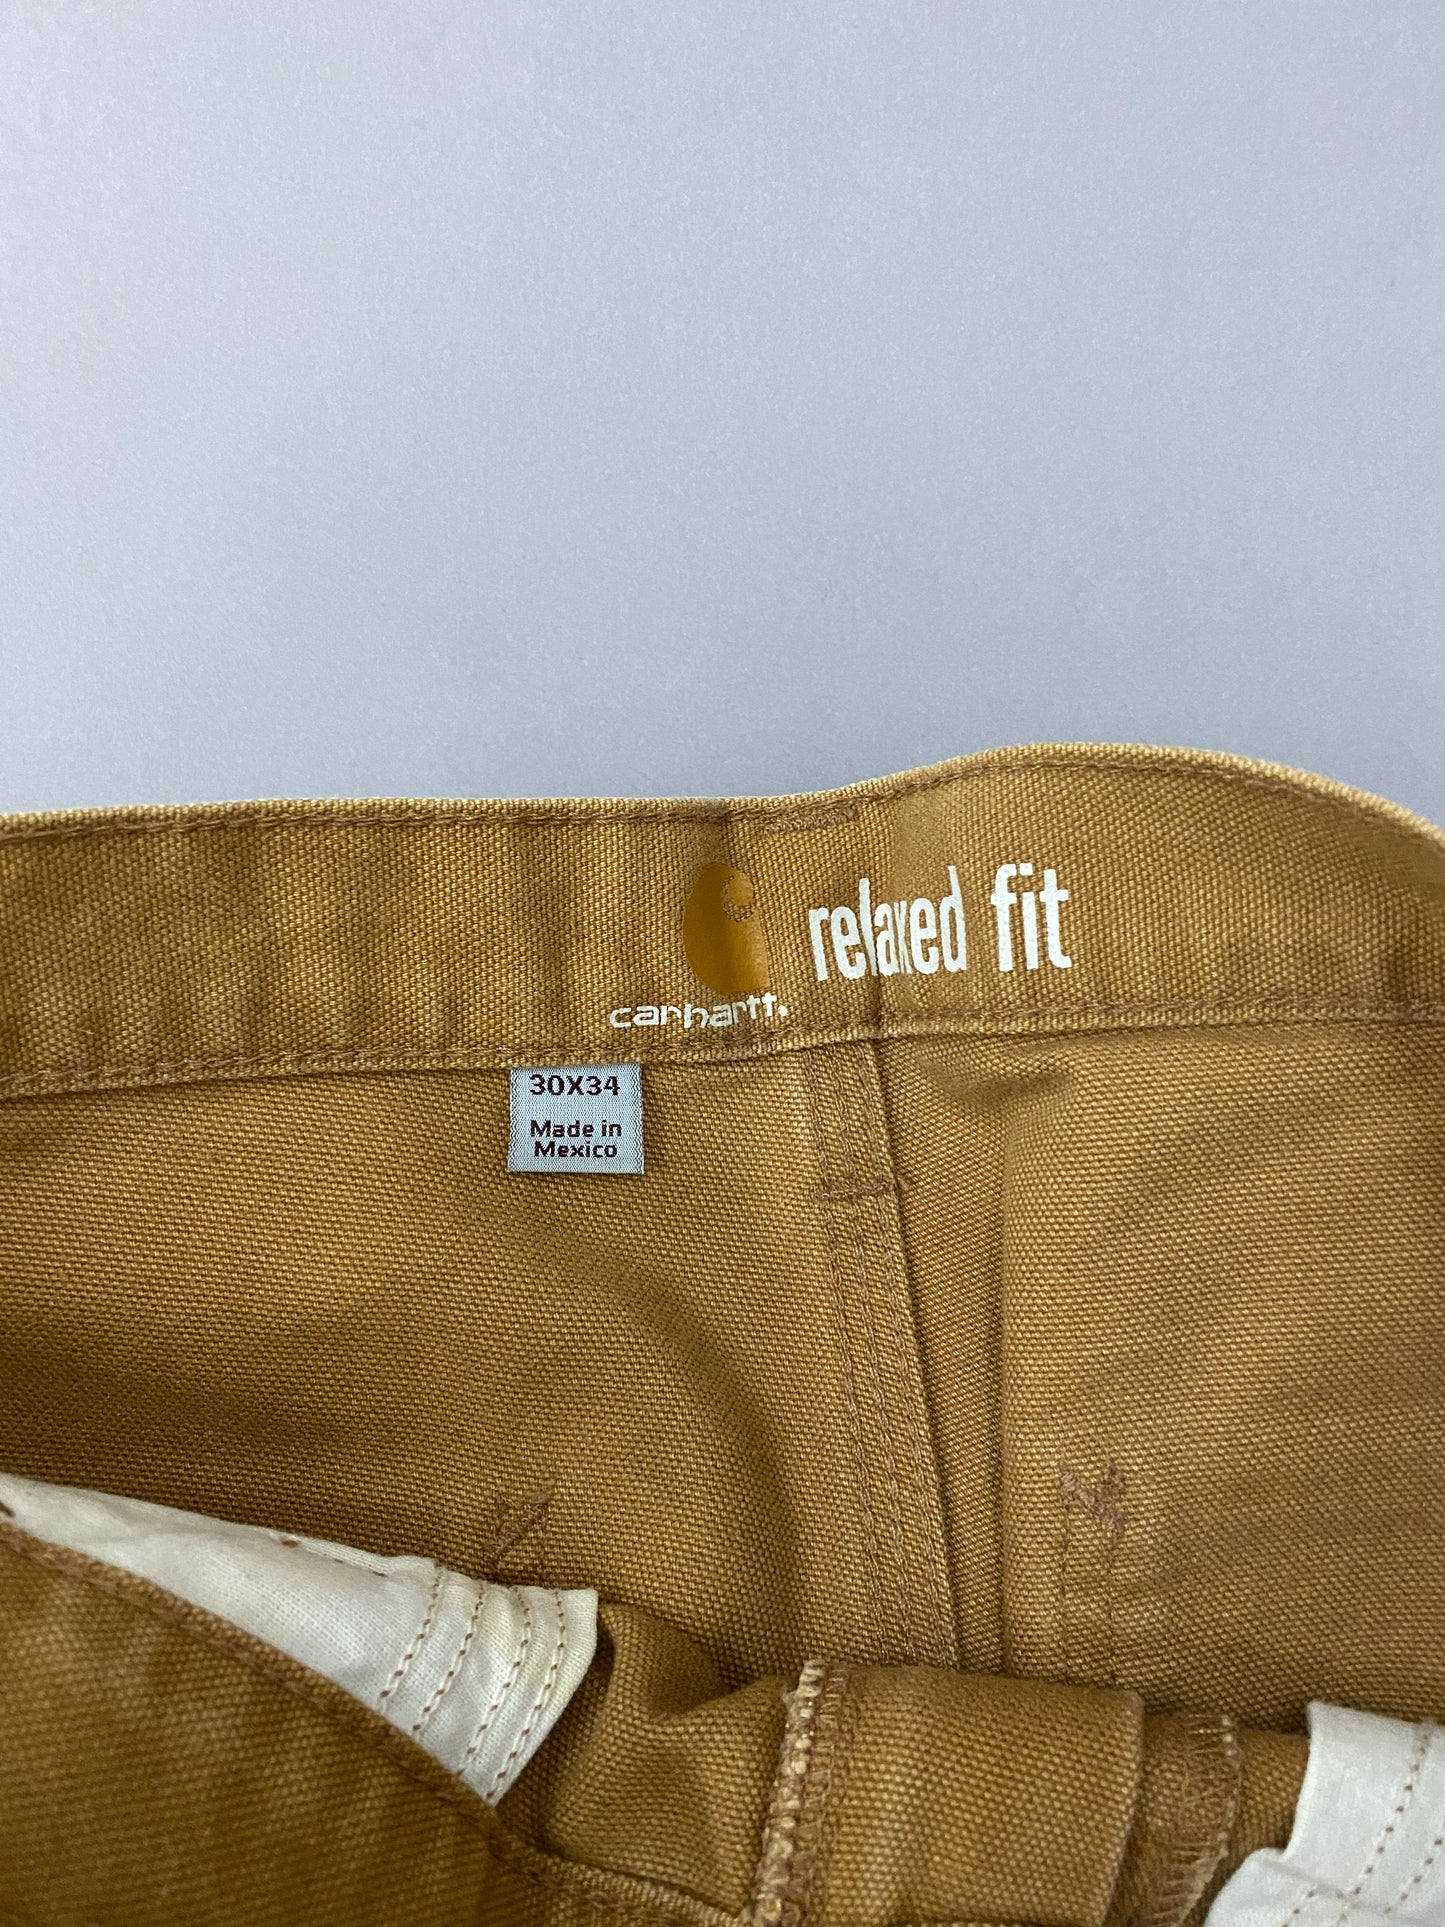 relaxed fit
carhartt.
30X34
Made in
Mexico